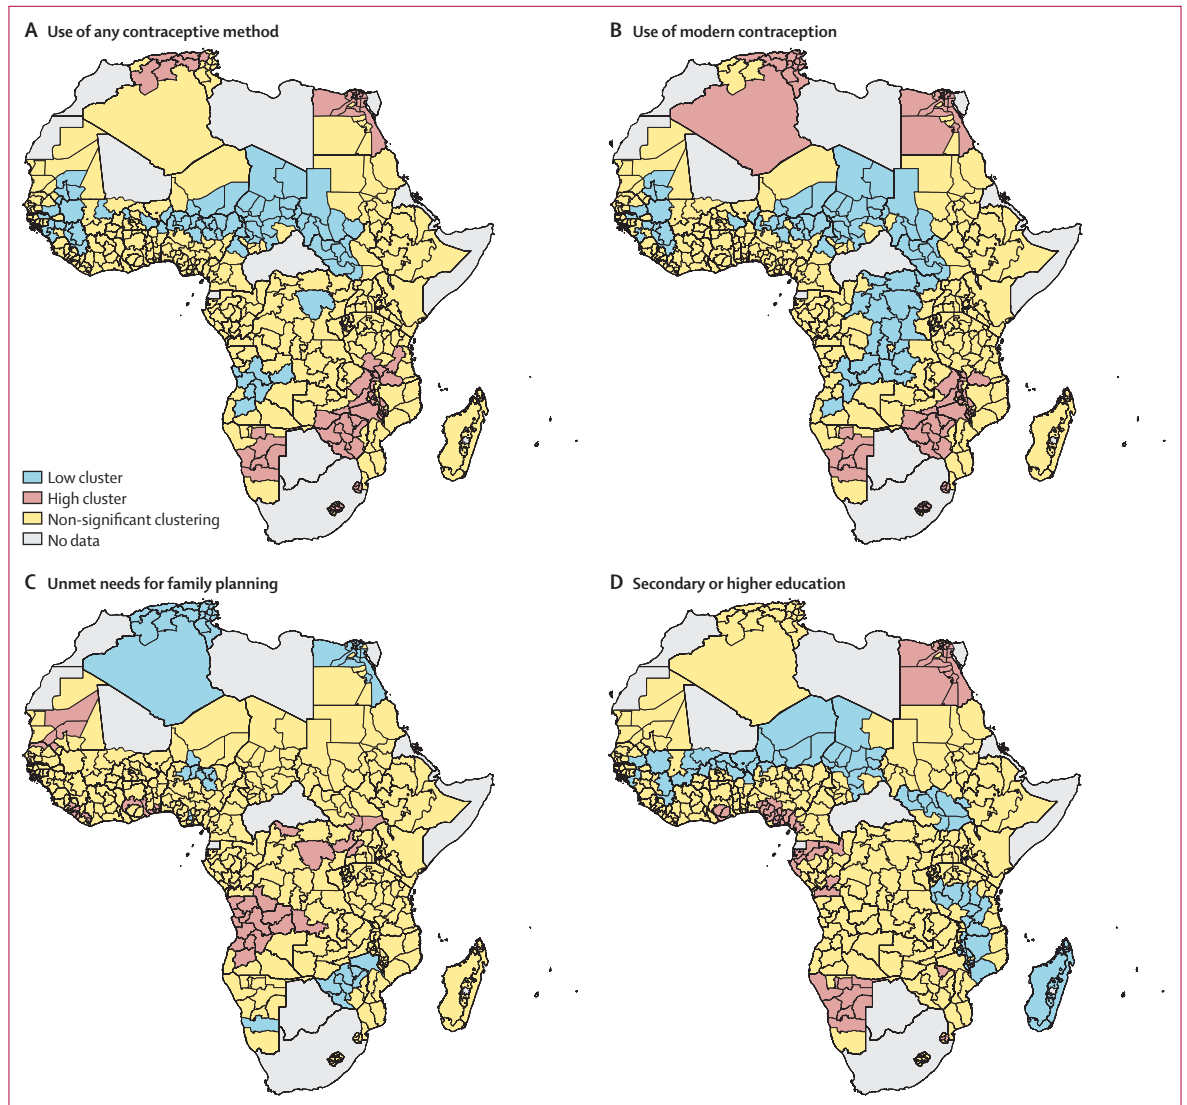 A Use of any contraceptive method
B Use of modern contraception
Low cluster
High cluster
Non-significant clustering
No data
C Unmet needs for family planning
D Secondary or higher education